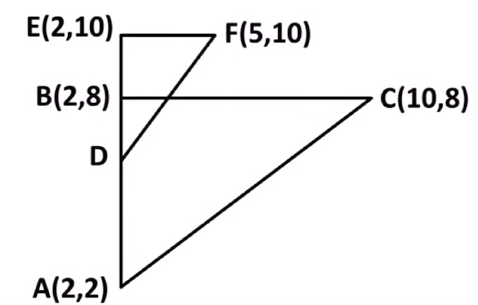 E(2,10) F(5,10)
B(2,8) C(10,8)
D
A(2,2)